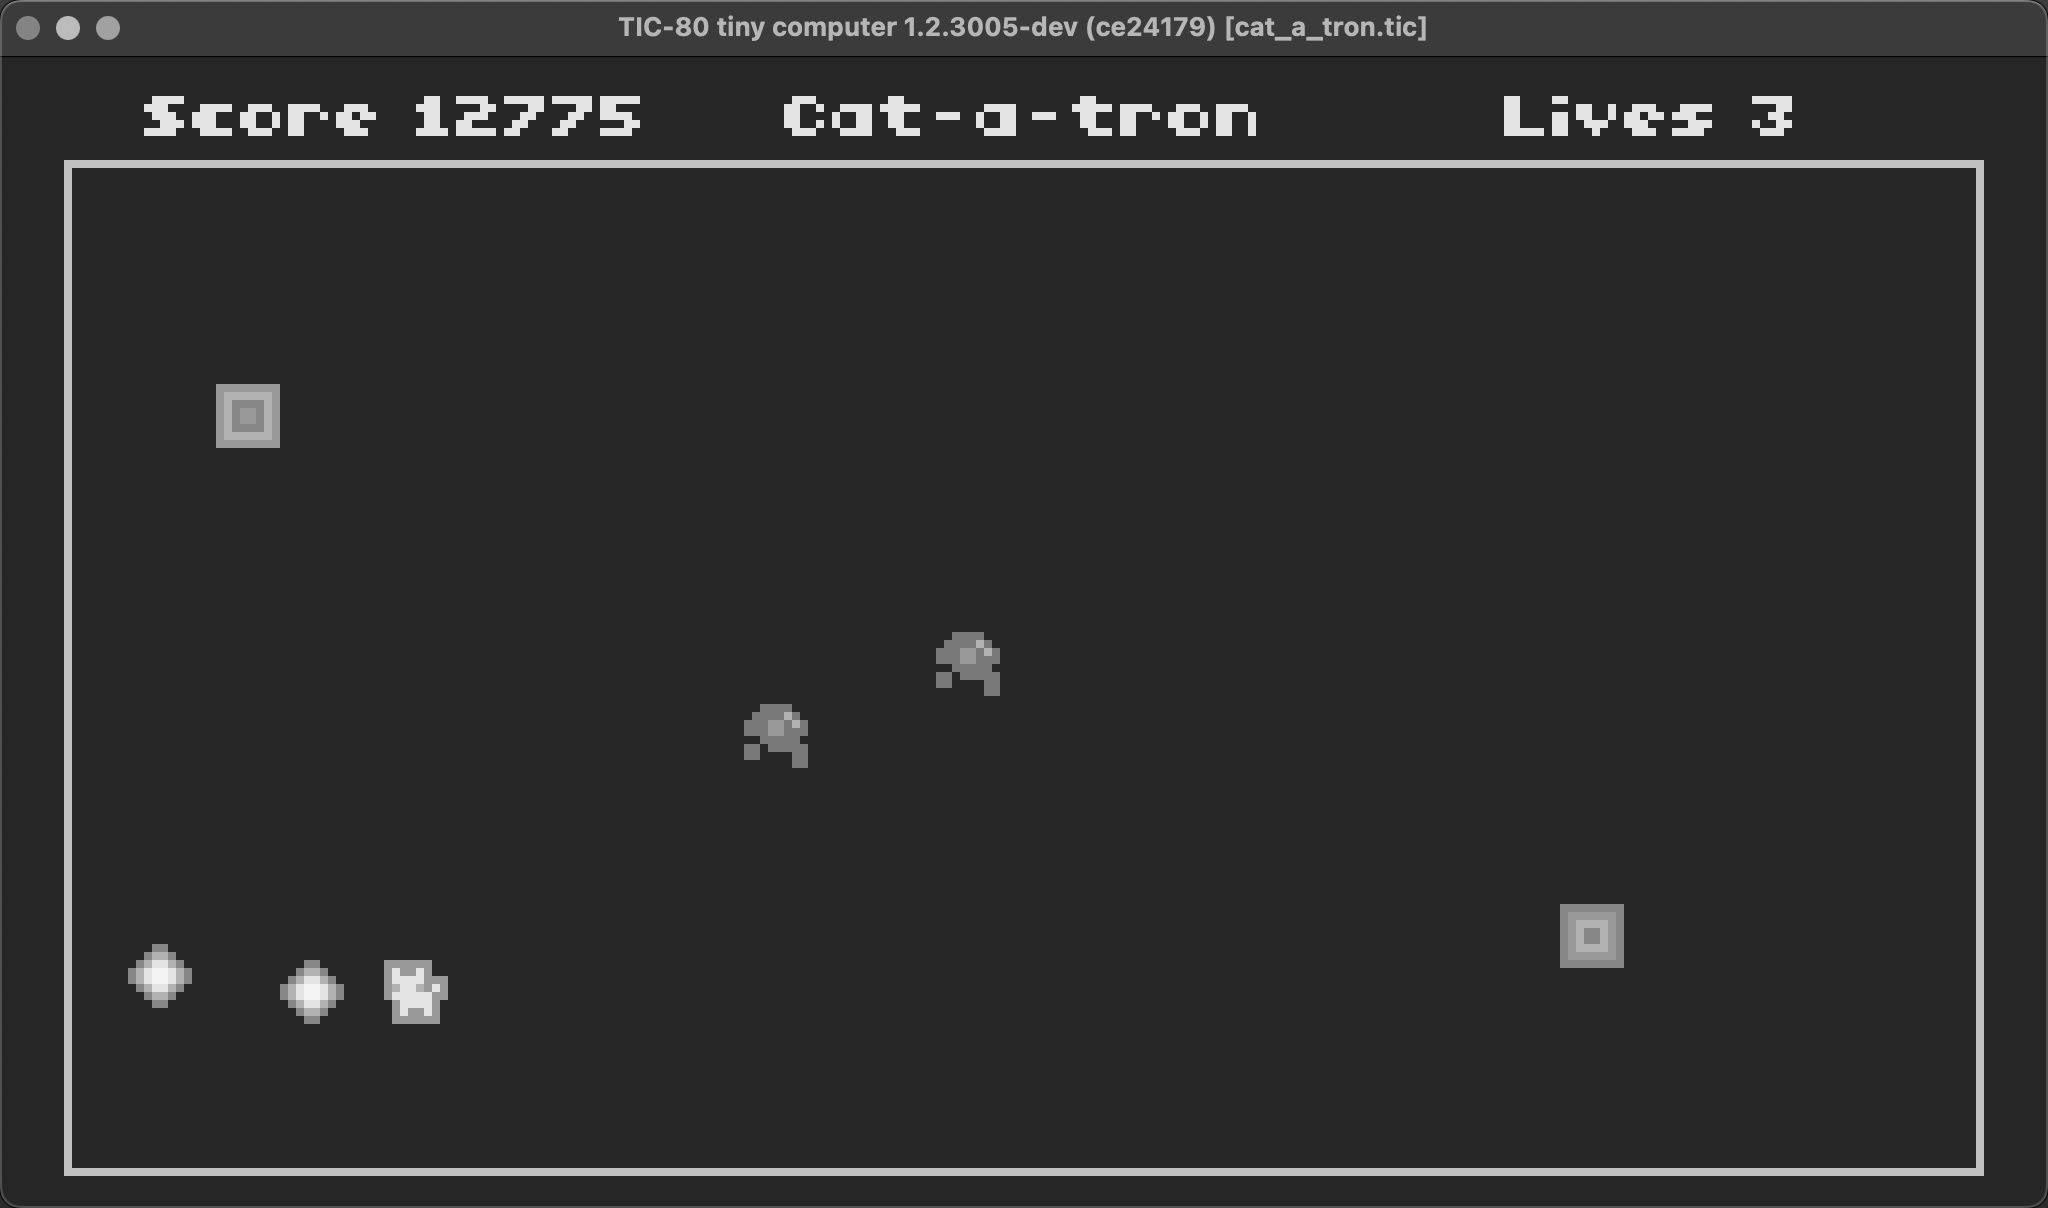 TIC-80 tiny computer 1.2.3005-dev (ce24179) [cat_a_tron.tic]
Score 12775 Cat-a-tron Lives 3